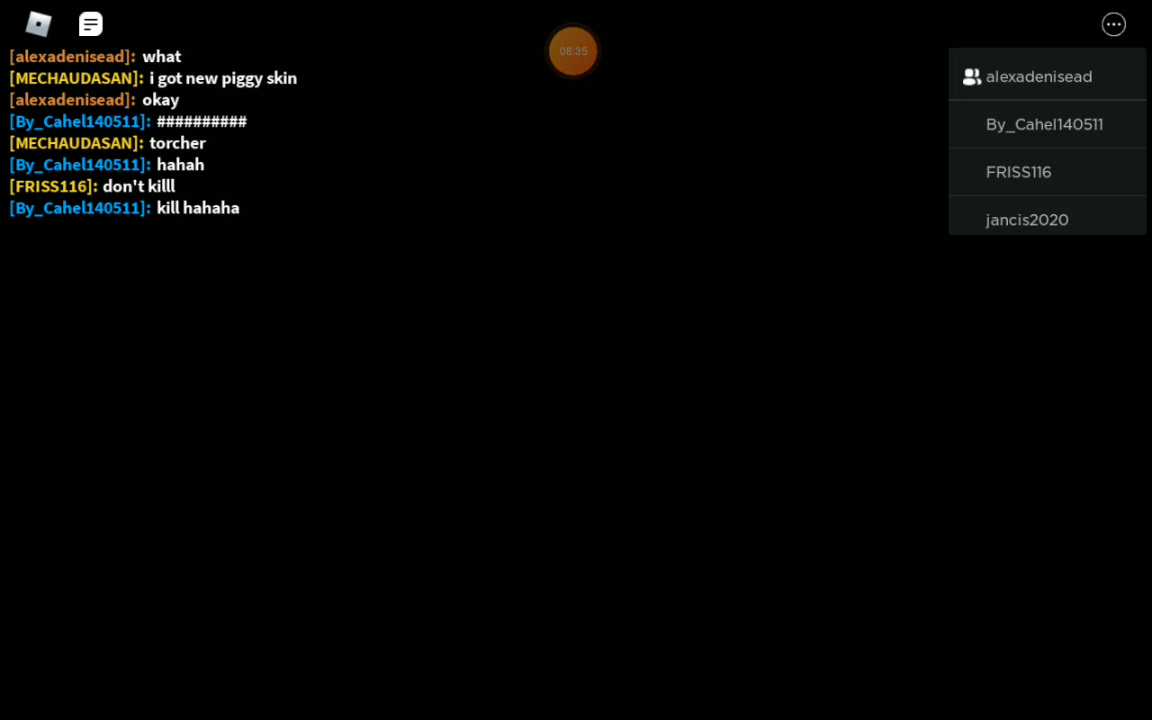 [alexadenisead]: what
[MECHAUDASAN]: i got new piggy skin
[alexadenisead]: okay
[By_Cahel140511]: ##########
[MECHAUDASAN]: torcher
[By_Cahel140511]: hahah
[FRISS116]: don't killl
[By_Cahel140511]: kill hahaha
08:35
alexadenisead
By_Cahel140511
FRISS116
jancis2020